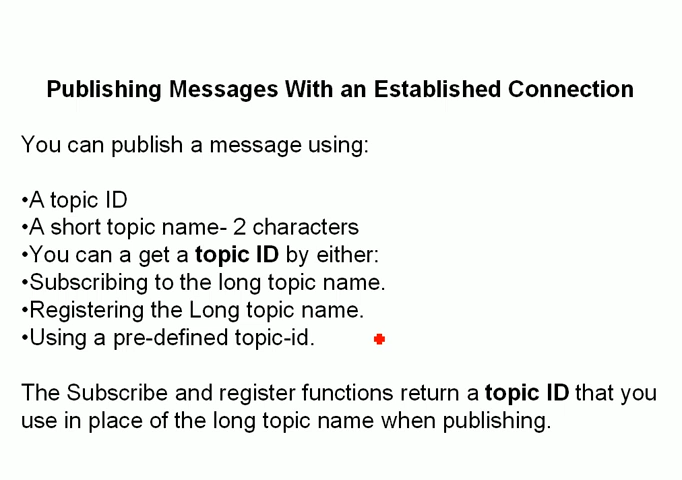 Publishing Messages With an Established Connection
You can publish a message using:
•A topic ID
•A short topic name- 2 characters
•You can a get a topic ID by either:
•Subscribing to the long topic name.
•Registering the Long topic name.
•Using a pre-defined topic-id.
The Subscribe and register functions return a topic ID that you
use in place of the long topic name when publishing.